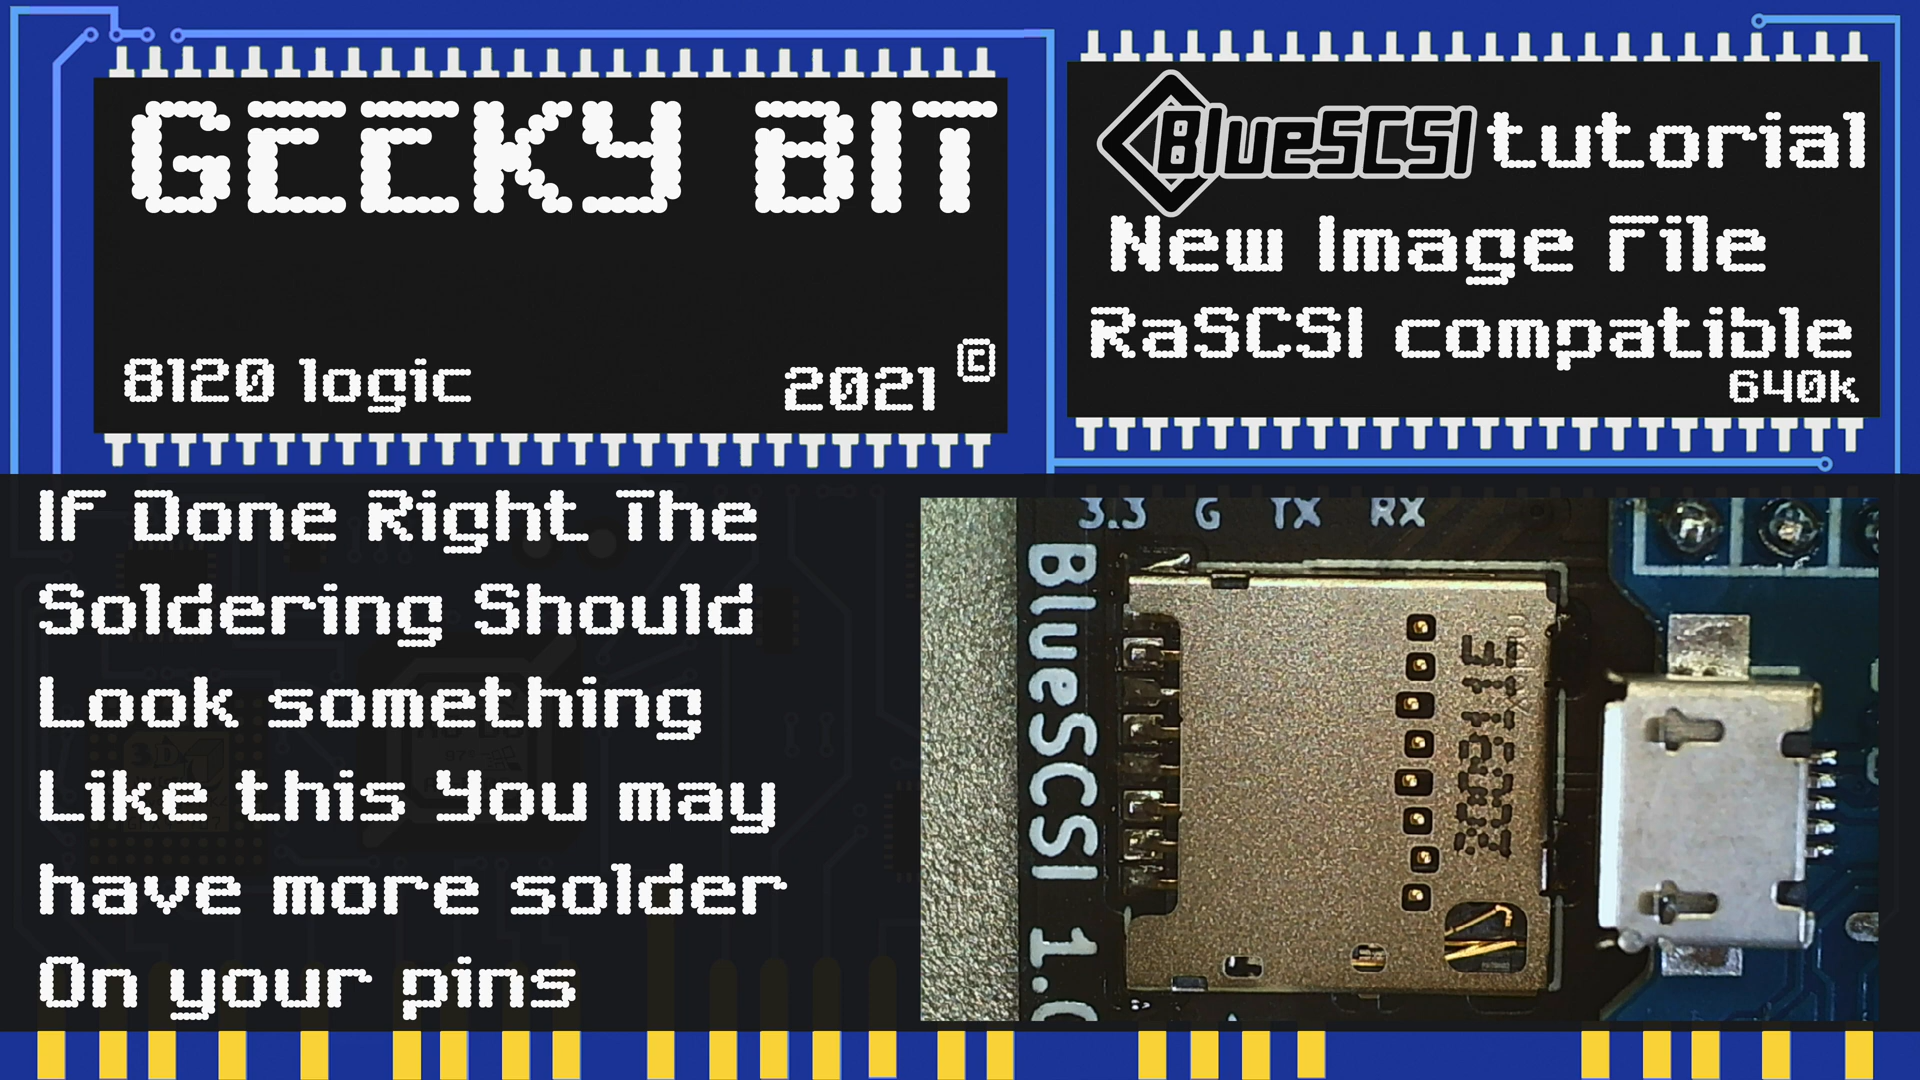 GEEKY BIT
8120 logic
2021 ©
BlueSCSI tutorial
New Image File
RaSCSI compatible
640k
If Done Right The
Soldering Should
Look something
Like this You may
have more solder
On your pins
3.3 G TX RX
BlueSCSI 1.0